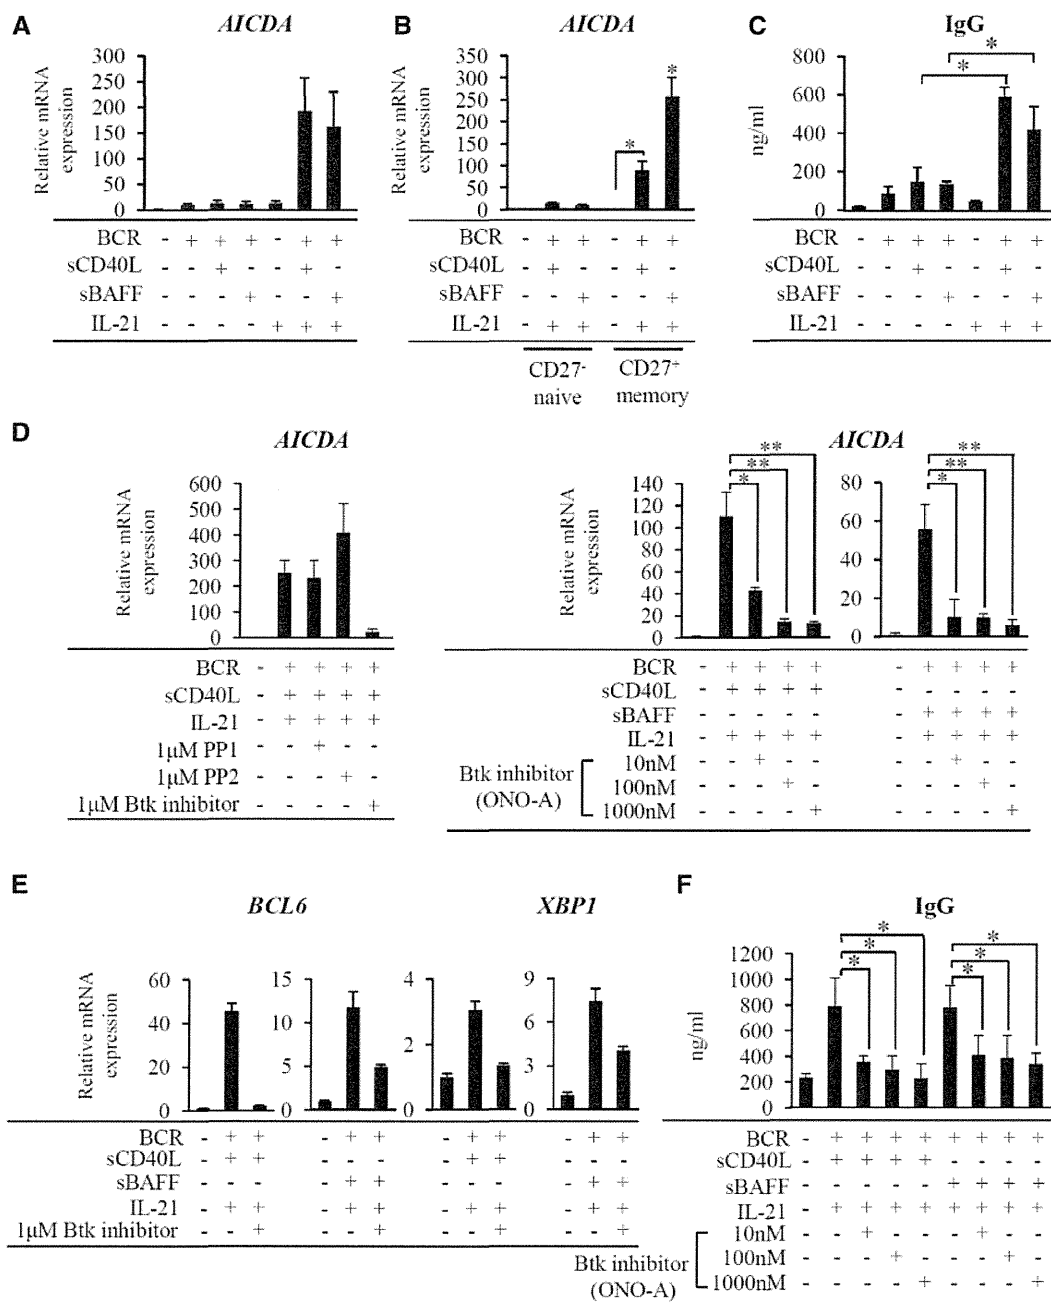 A AICDA B AICDA C IgG
Relative mRNA expression
300
250
200
150
100
50
0
BCR - + + + - + +
sCD40L - - + - - + -
sBAFF - - - + - - +
IL-21 - - - - + + +
Relative mRNA expression
350
300
250
200
150
100
50
0
* *
BCR - + + - + +
sCD40L - + - - + -
sBAFF - - + - - +
IL-21 - + + - + +
CD27- CD27+
naive memory
ng/ml
800
600
400
200
0
* *
BCR - + + + - + +
sCD40L - - + - - + -
sBAFF - - - + - - +
IL-21 - - - - + + +
D AICDA AICDA
Relative mRNA expression
600
500
400
300
200
100
0
BCR - + + + +
sCD40L - + + + +
IL-21 - + + + +
1μM PP1 - - + - -
1μM PP2 - - - + -
1μM Btk inhibitor - - - - +
Relative mRNA expression
140
120
100
80
60
40
20
0
** ** *
80
60
40
20
0
** ** *
BCR - + + + + - + + + +
sCD40L - + + + + - - - - -
sBAFF - - - - - - + + + +
IL-21 - + + + + - + + + +
Btk inhibitor (ONO-A)
10nM - - + - - - - + - -
100nM - - - + - - - - + -
1000nM - - - - + - - - - +
E BCL6 XBP1
Relative mRNA expression
60
40
20
0
15
10
5
0
4
2
0
9
6
3
0
BCR - + + - + + - + + - + +
sCD40L - + + - - - - + + - - -
sBAFF - - - - + + - - - - + +
IL-21 - + + - + + - + + - + +
1μM Btk inhibitor - - + - - + - - + - - +
F IgG
ng/ml
1200
1000
800
600
400
200
0
* * * * * *
BCR - + + + + + + + +
sCD40L - + + + + - - - -
sBAFF - - - - - + + + +
IL-21 - + + + + + + + +
Btk inhibitor (ONO-A)
10nM - - + - - - + - -
100nM - - - + - - - + -
1000nM - - - - + - - - +